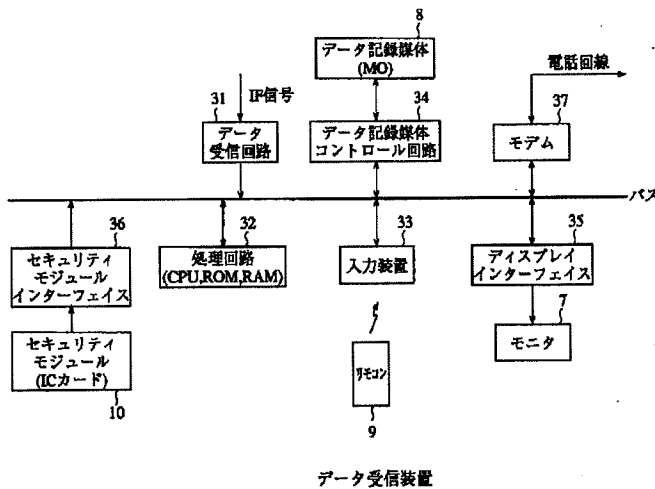 8
データ記録媒体
(MO)
電話回線
31
IF信号
34
37
データ
受信回路
データ記録媒体
コントロール回路
モデム
バス
36
32
33
35
セキュリティ
モジュール
インターフェイス
処理回路
(CPU,ROM,RAM)
入力装置
ディスプレイ
インターフェイス
7
セキュリティ
モジュール
(ICカード)
モニタ
リモコン
10
9
データ受信装置